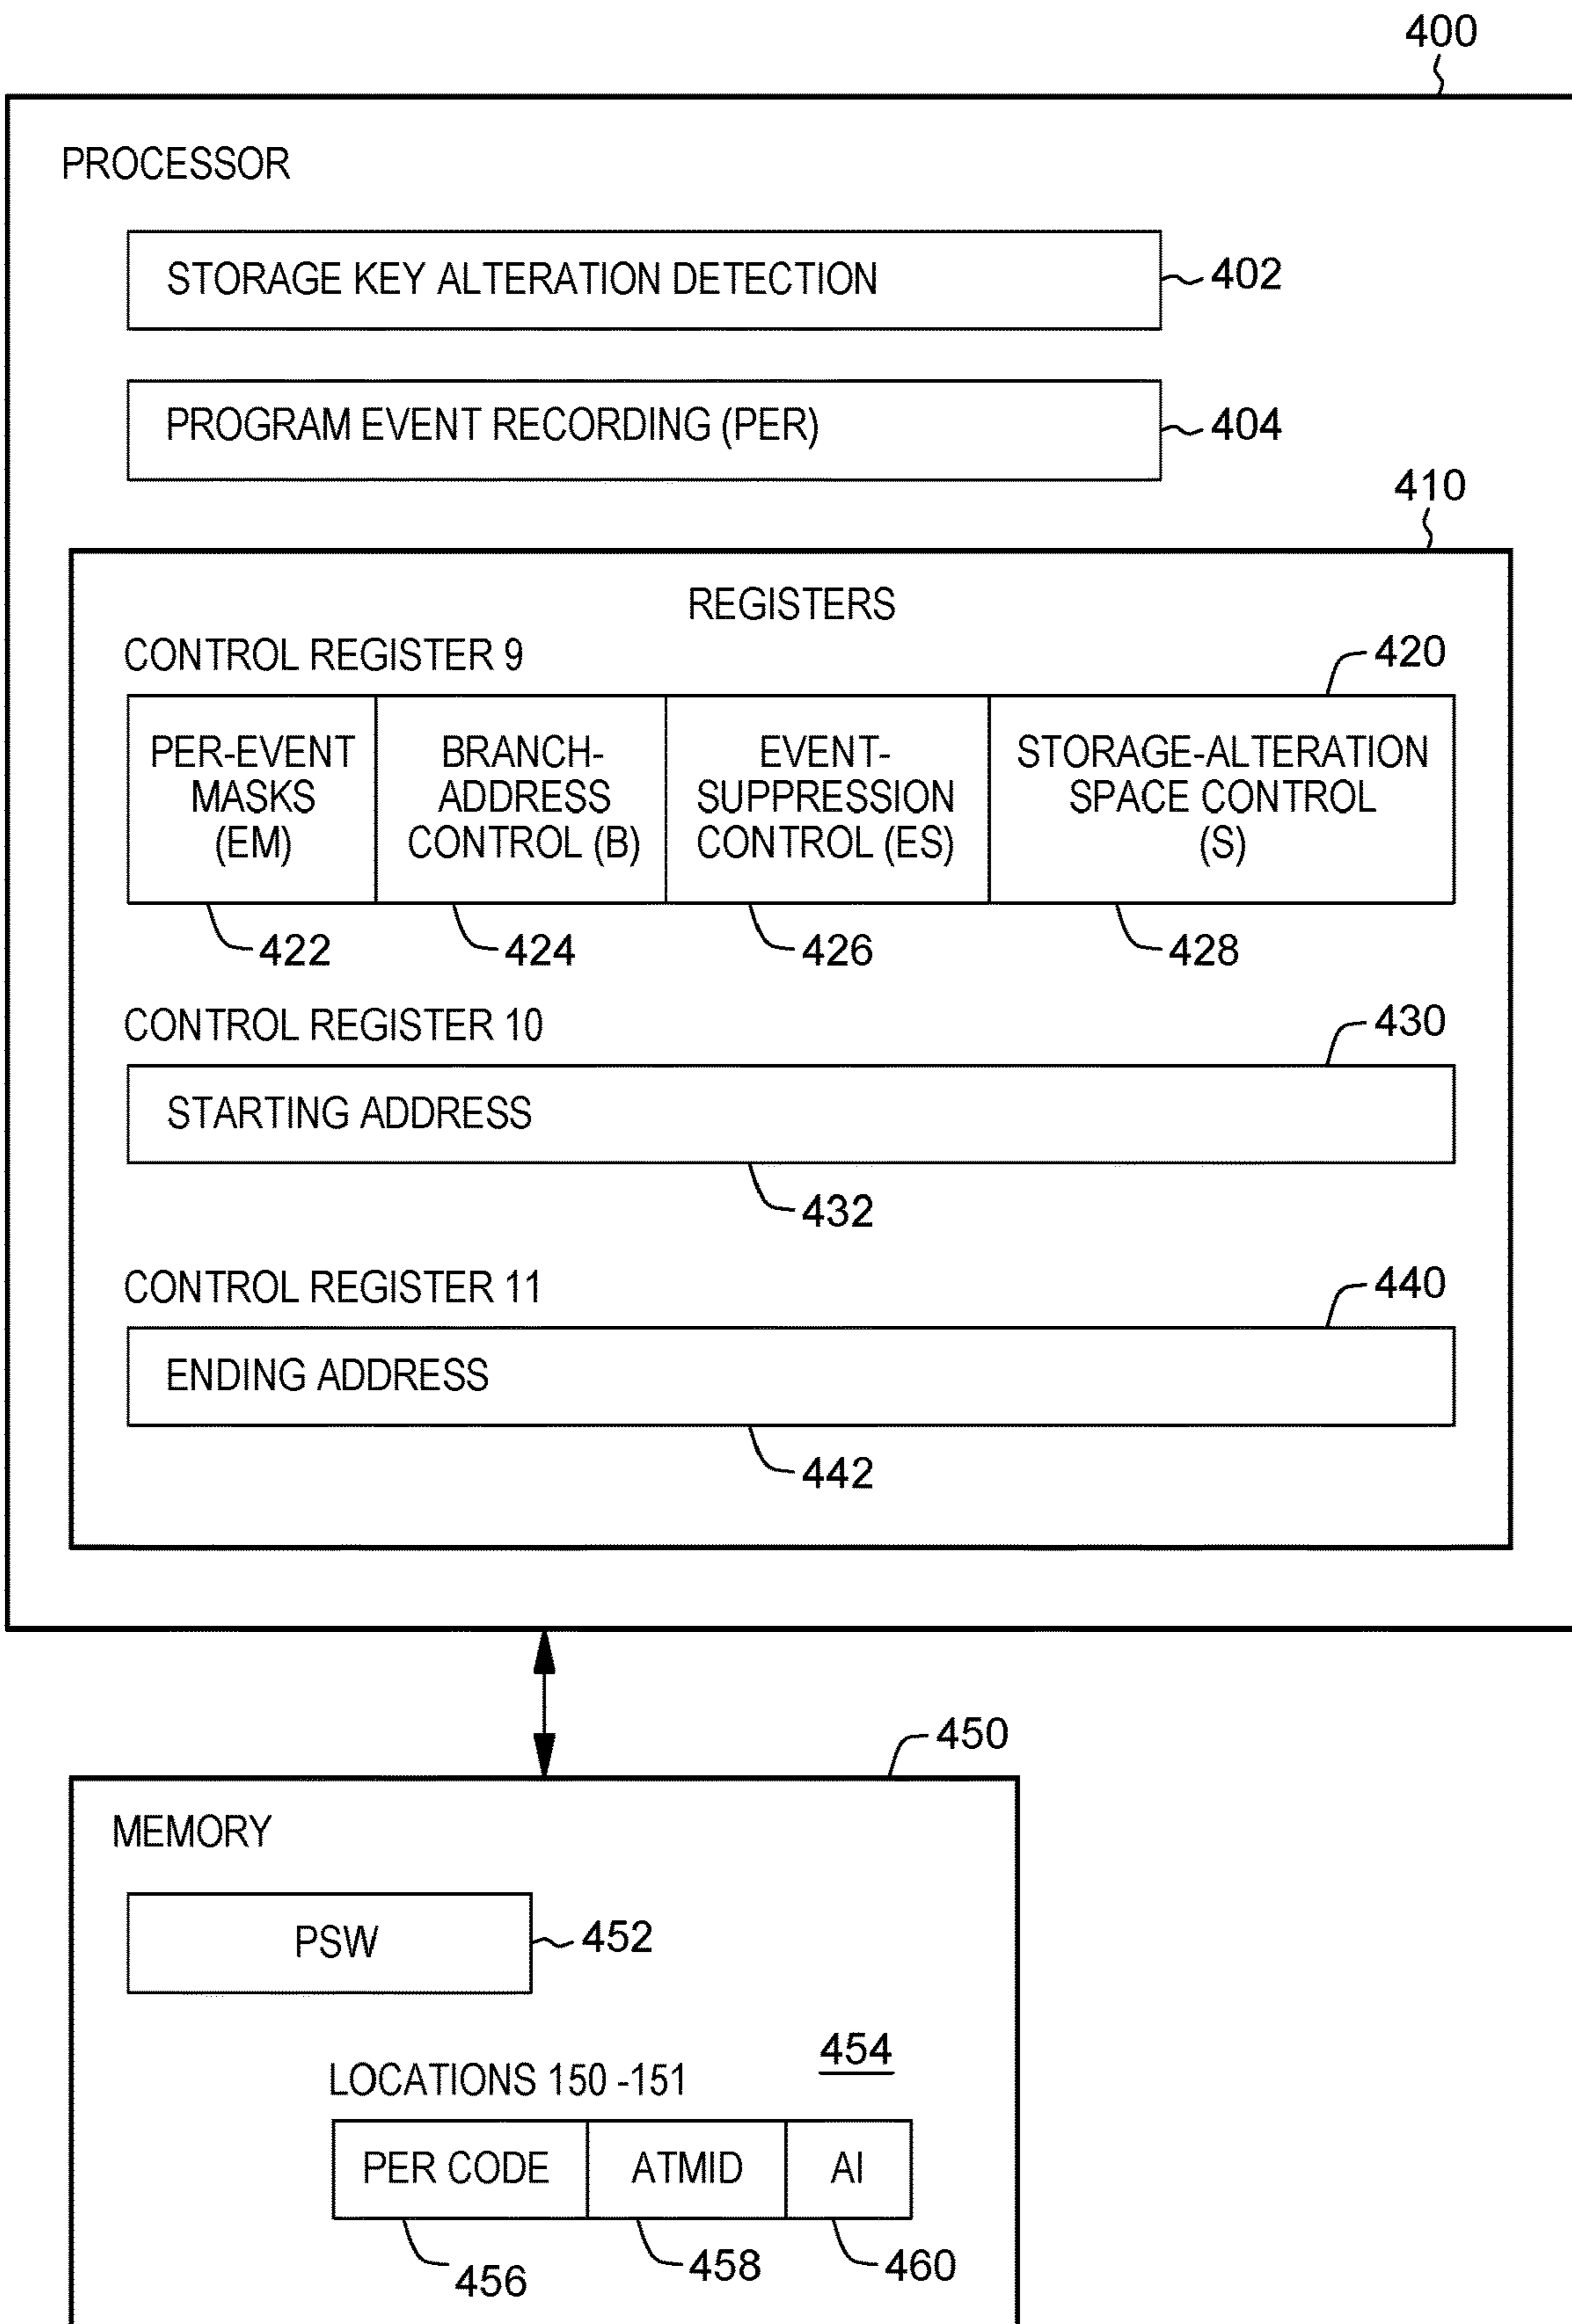 400
PROCESSOR
STORAGE KEY ALTERATION DETECTION
402
PROGRAM EVENT RECORDING (PER)
404
410
REGISTERS
CONTROL REGISTER 9
420
PER-EVENT
MASKS
(EM)
BRANCH-
ADDRESS
CONTROL (B)
EVENT-
SUPPRESSION
CONTROL (ES)
STORAGE-ALTERATION
SPACE CONTROL
(S)
422
424
426
428
CONTROL REGISTER 10
430
STARTING ADDRESS
432
CONTROL REGISTER 11
440
ENDING ADDRESS
442
450
MEMORY
PSW
452
454
LOCATIONS 150 -151
PER CODE
ATMID
AI
456
458
460